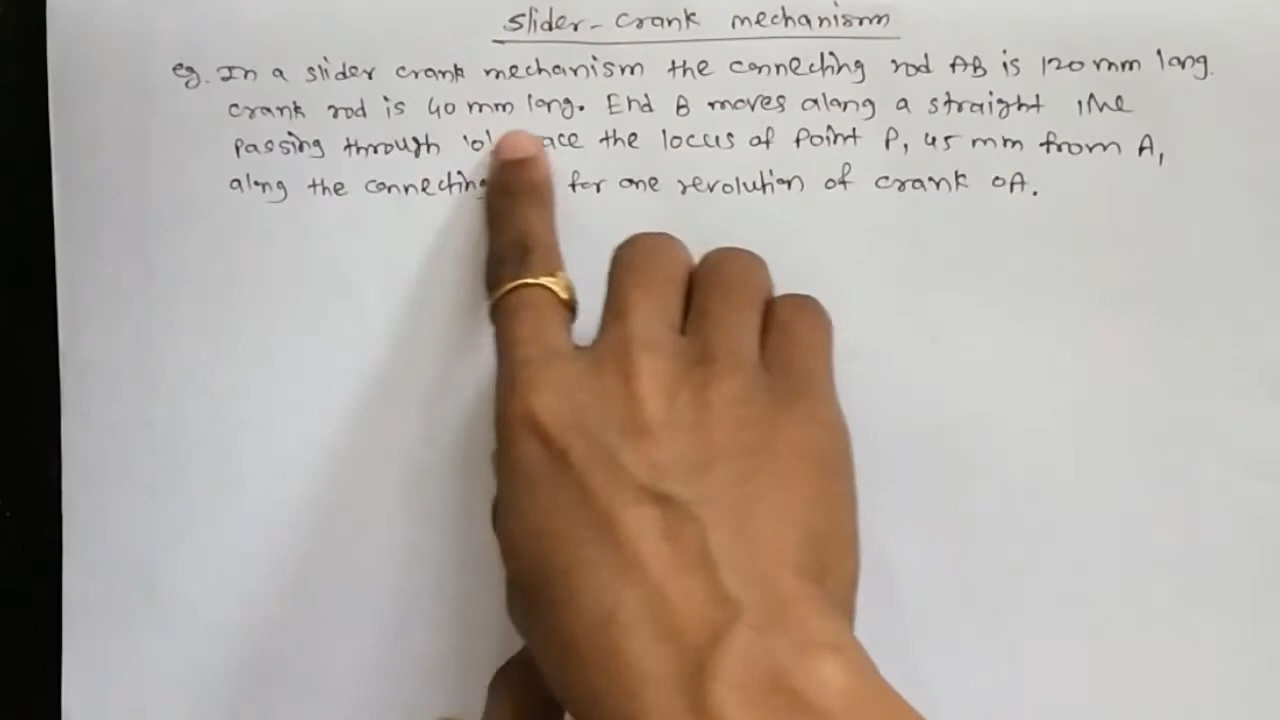 Slider-crank mechanism
eg. In a slider crank mechanism the connecting rod AB is 120 mm long.
crank rod is 40 mm long. End B moves along a straight line
passing through 'o' the locus of point P, 45 mm from A,
along the connecting for one revolution of crank OA.